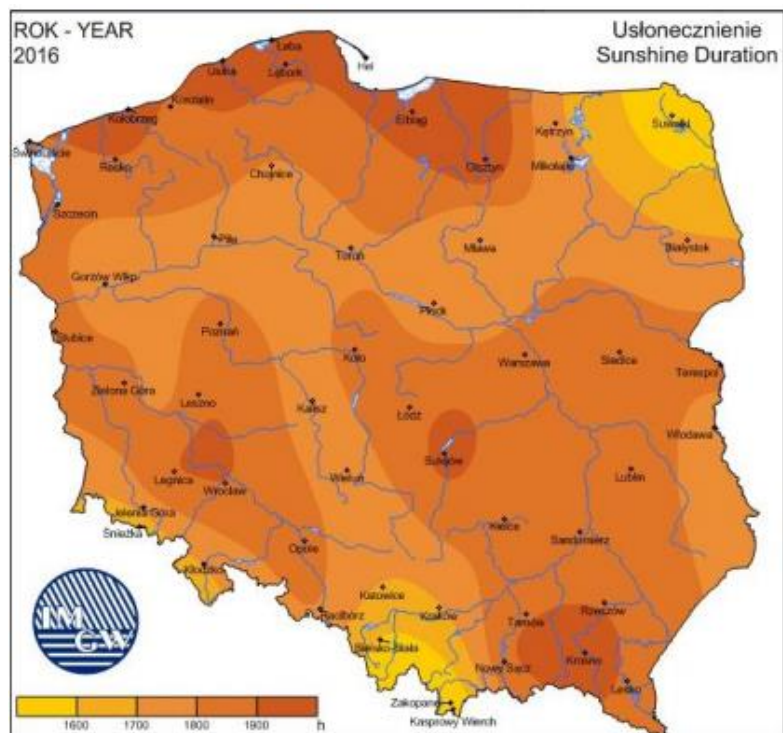 ROK - YEAR
2016
Usłonecznienie
Sunshine Duration
Łeba
Hel
Ustka
Lębork
Koszalin
Kołobrzeg
Elbląg
Suwałki
Kętrzyn
Świnoujście
Resko
Chojnice
Olsztyn
Mikołajki
Szczecin
Piła
Toruń
Mława
Białystok
Gorzów Wlkp
Płock
Słubice
Poznań
Koło
Warszawa
Siedlce
Terespol
Zielona Góra
Leszno
Kalisz
Łódź
Włodawa
Sulejów
Legnica
Wrocław
Wieluń
Lublin
Jelenia Góra
Śnieżka
Kielce
Opole
Sandomierz
Kłodzko
Katowice
Racibórz
Kraków
Tarnów
Rzeszów
Bielsko-Biała
Nowy Sącz
Krosno
Lesko
Zakopane
Kasprowy Wierch
IM
GW
1600 1700 1800 1900 h